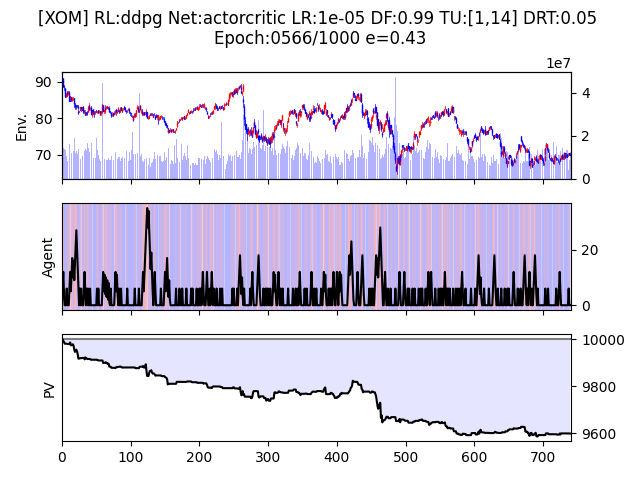 [XOM] RL:ddpg Net:actorcritic LR:1e-05 DF:0.99 TU:[1,14] DRT:0.05
Epoch:0566/1000 e=0.43
1e7
90
80
70
Env.
4
2
0
Agent
20
0
PV
10000
9800
9600
0 100 200 300 400 500 600 700